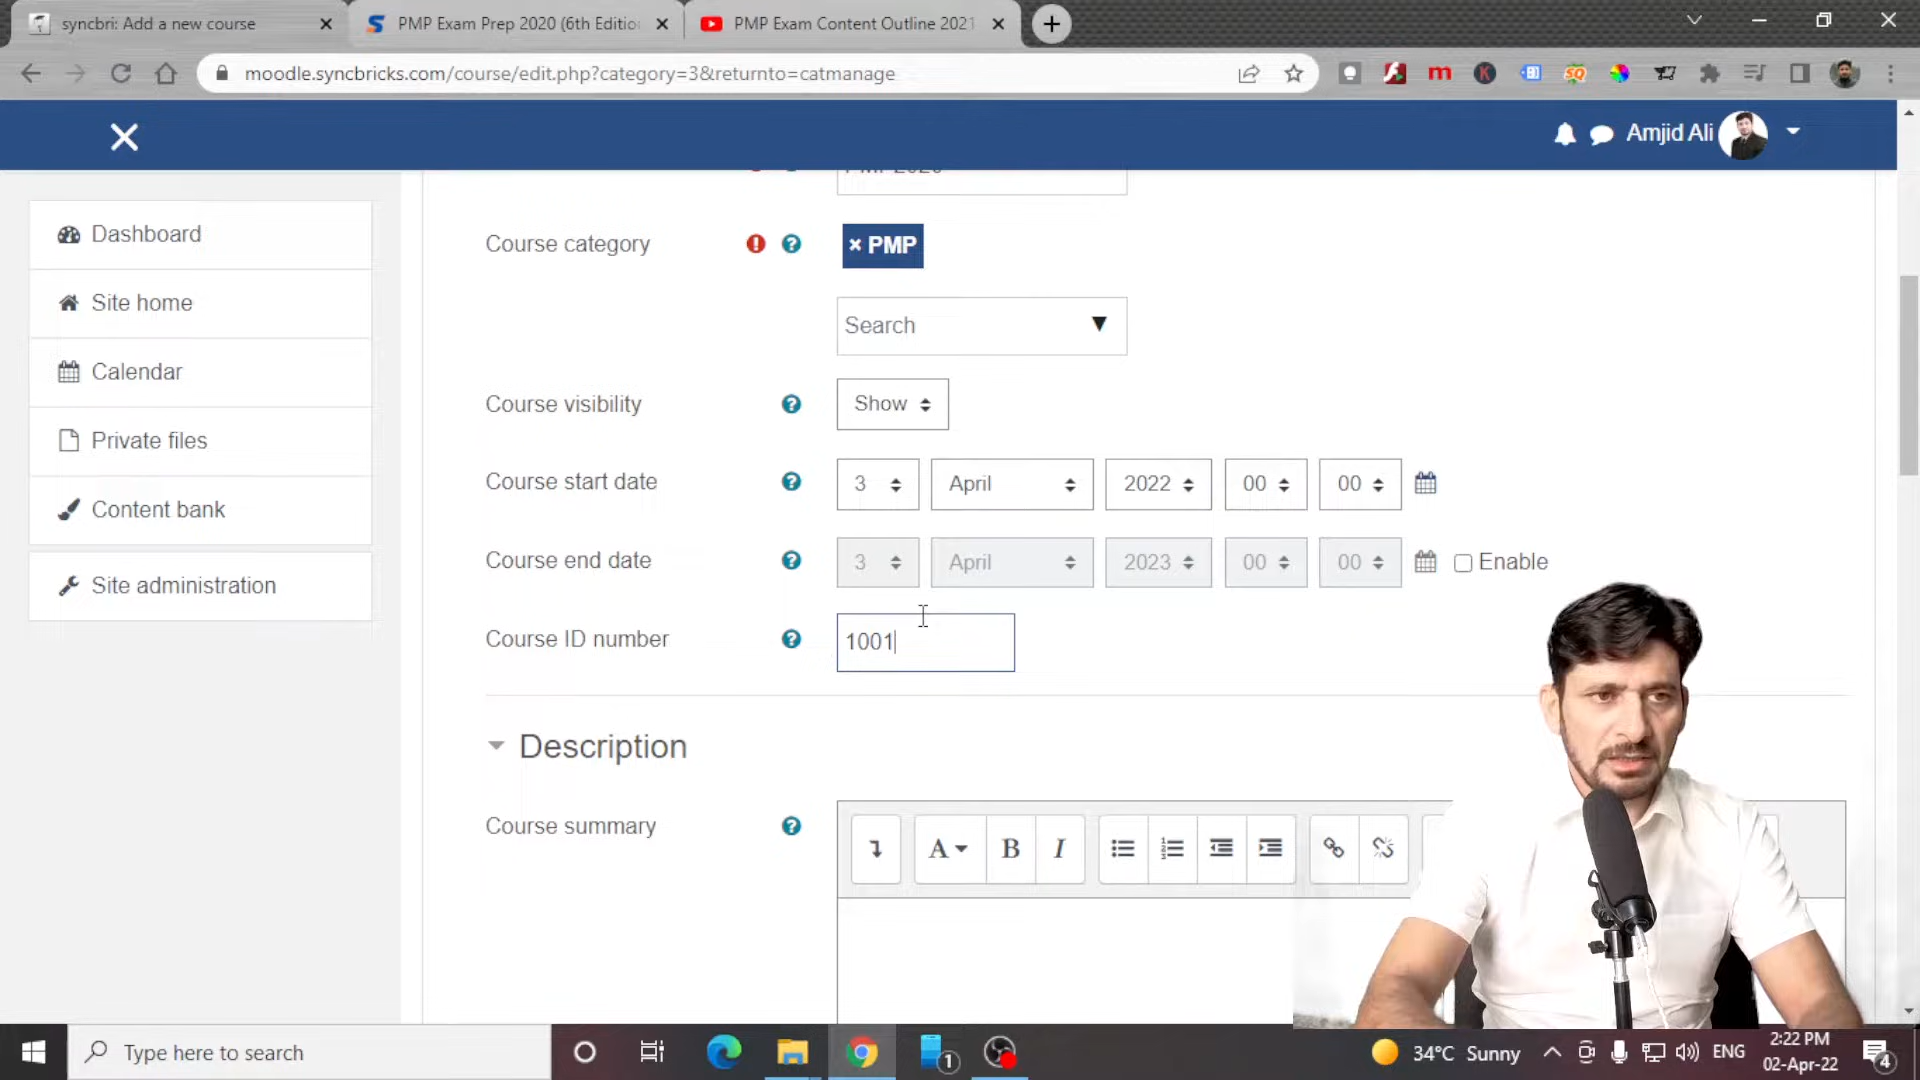 syncbri: Add a new course
PMP Exam Prep 2020 (6th Editio
PMP Exam Content Outline 2021
moodle.syncbricks.com/course/edit.php?category=3&returnto=catmanage
Amjid Ali
Dashboard
Site home
Calendar
Private files
Content bank
Site administration
Course category
× PMP
Search
Course visibility
Show
Course start date
3 April 2022 00 00
Course end date
3 April 2023 00 00 Enable
Course ID number
1001
Description
Course summary
A B I
Type here to search
1
34°C Sunny
ENG
2:22 PM
02-Apr-22
4